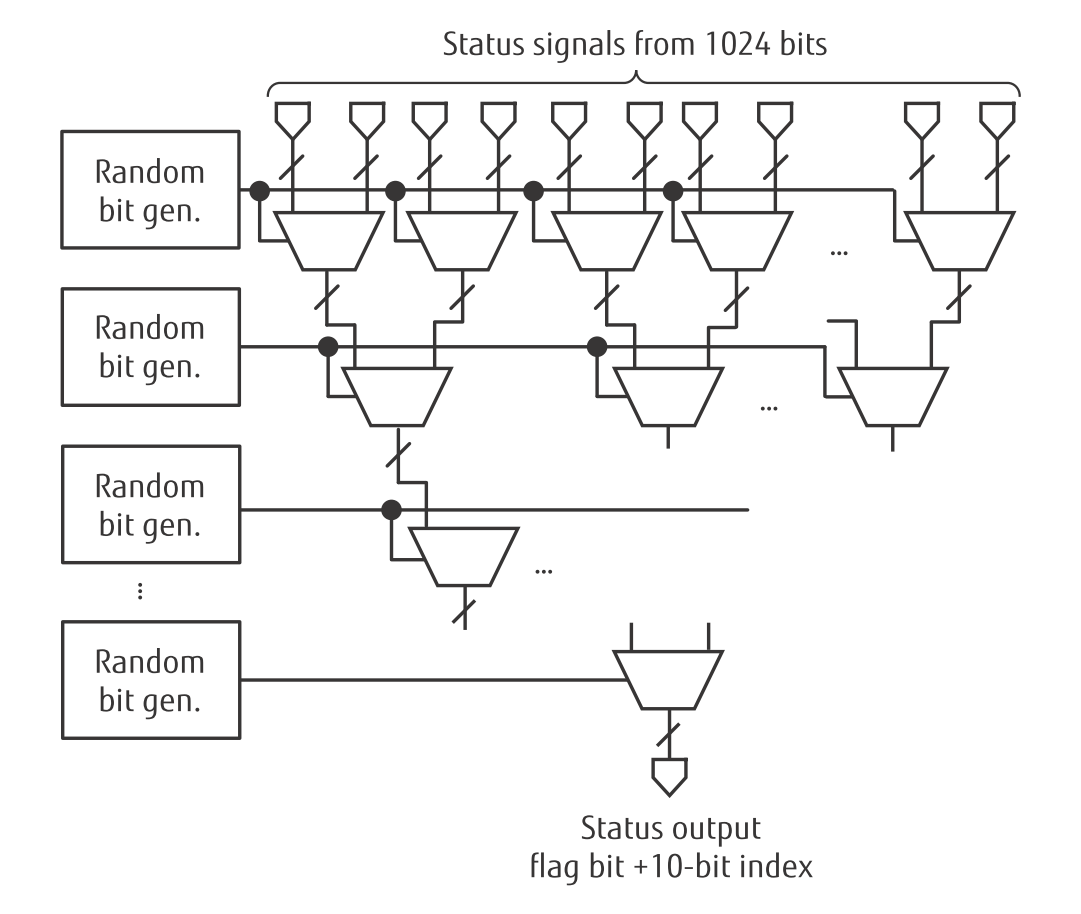 Status signals from 1024 bits
Random
bit gen.
...
Random
bit gen.
...
Random
bit gen.
...
...
Random
bit gen.
Status output
flag bit +10-bit index